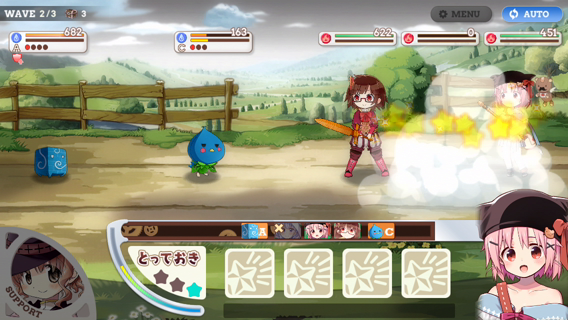 WAVE 2/3 3
MENU
AUTO
682
A
163
C
622
0
451
A
C
とっておき
SUPPORT